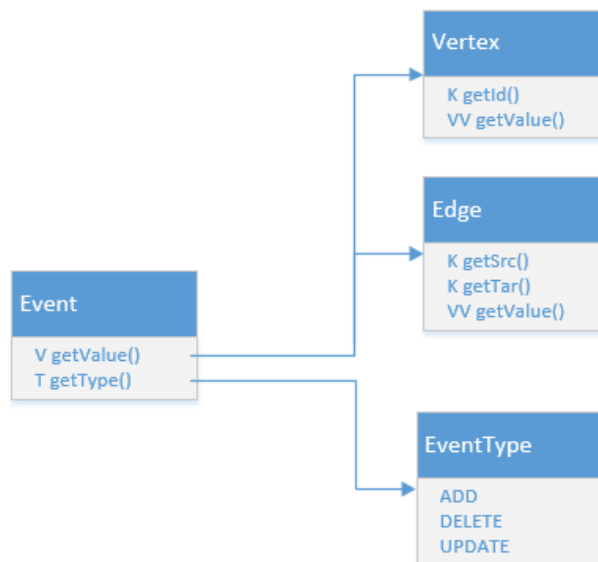 Vertex
K getId()
VV getValue()
Edge
K getSrc()
K getTar()
VV getValue()
Event
V getValue()
T getType()
EventType
ADD
DELETE
UPDATE